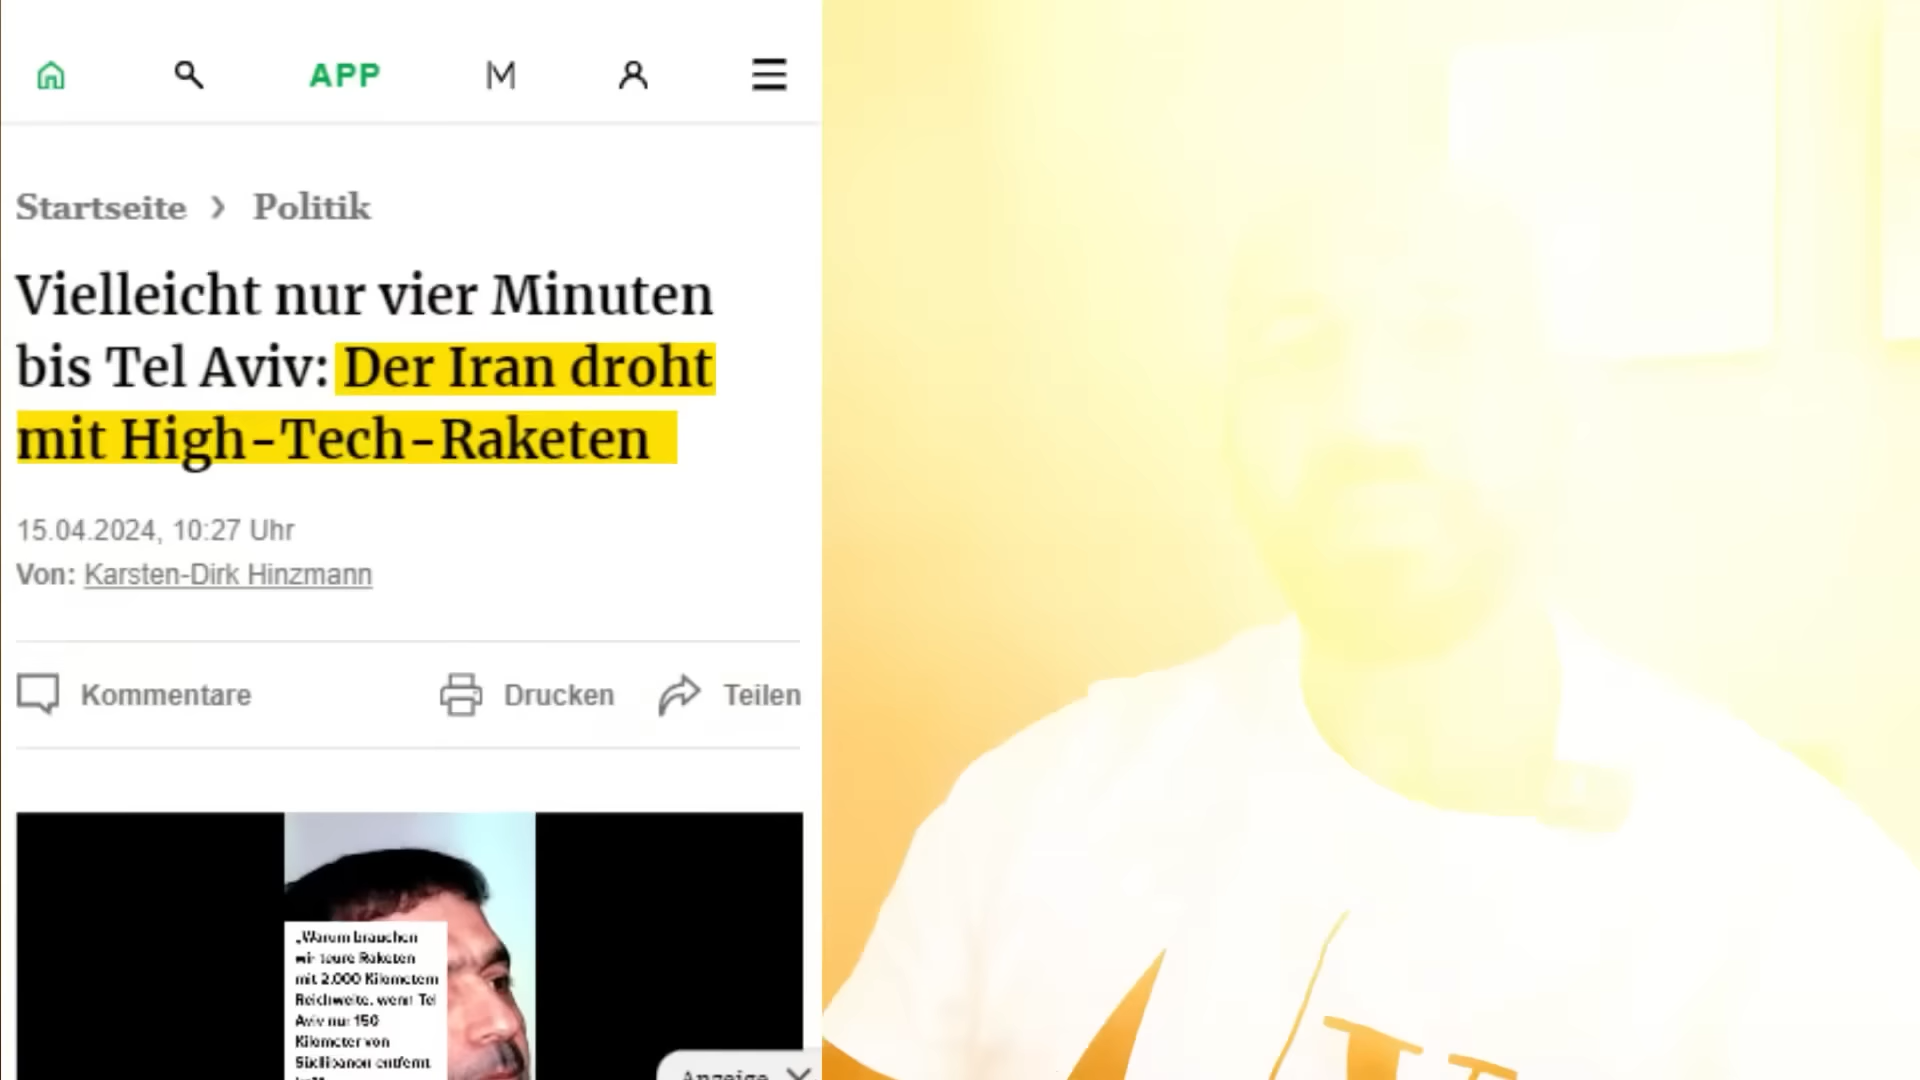 APP
M
Startseite > Politik
Vielleicht nur vier Minuten
bis Tel Aviv: Der Iran droht
mit High-Tech-Raketen
15.04.2024, 10:27 Uhr
Von: Karsten-Dirk Hinzmann
Kommentare Drucken Teilen
„Warum brauchen
wir teure Raketen
mit 2.000 Kilometern
Reichweite, wenn Tel
Aviv nur 150
Kilometer von
Südlibanon entfernt
Anzeige